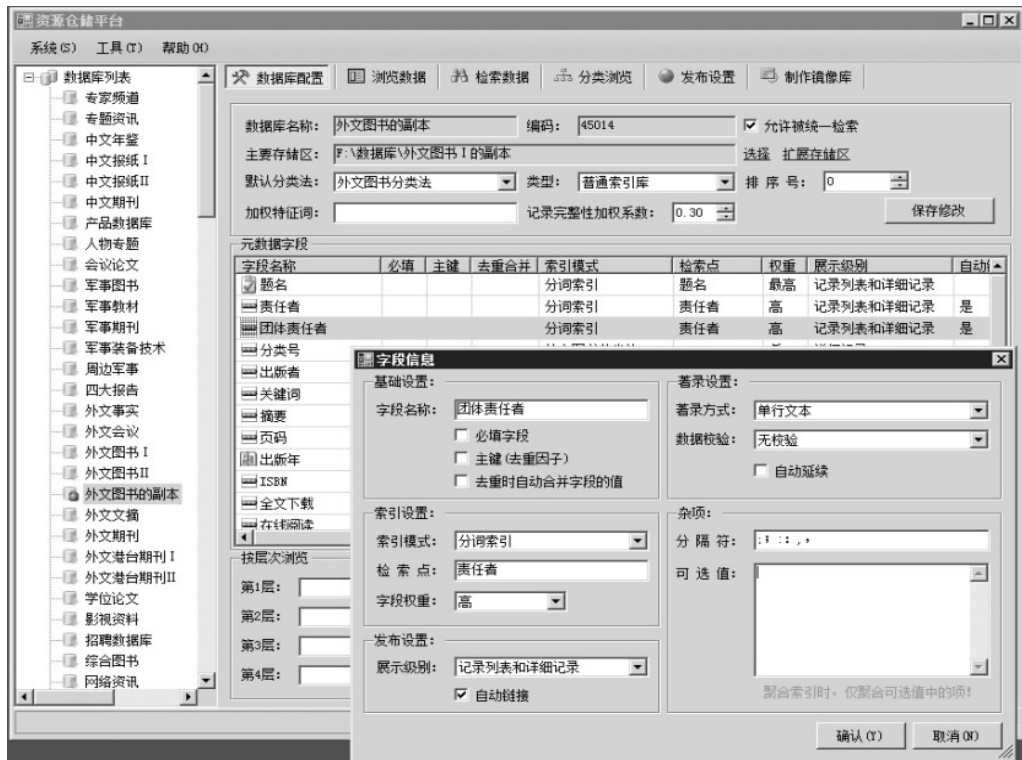 资源仓储平台
系统(S) 工具(T) 帮助(H)
数据库列表
专家频道
专题资讯
中文年鉴
中文报纸 I
中文报纸II
中文期刊
产品数据库
人物专题
会议论文
军事图书
军事教材
军事期刊
军事装备技术
周边军事
四大报告
外文事实
外文会议
外文图书 I
外文图书II
外文图书的副本
外文文摘
外文期刊
外文港台期刊 I
外文港台期刊II
学位论文
影视资料
招聘数据库
综合图书
网络资讯
数据库配置 浏览数据 检索数据 分类浏览 发布设置 制作镜像库
数据库名称: 外文图书的副本 编码: 45014 允许被统一检索
主要存储区: F:\数据库\外文图书 I 的副本 选择 扩展存储区
默认分类法: 外文图书分类法 类型: 普通索引库 排 序 号: 0
加权特征词: 记录完整性加权系数: 0.30 保存修改
元数据字段
字段名称 必填 主键 去重合并 索引模式 检索点 权重 展示级别
题名 分词索引 题名 最高 记录列表和详细记录
责任者 分词索引 责任者 高 记录列表和详细记录 是
团体责任者 分词索引 责任者 高 记录列表和详细记录 是
分类号
出版者
关键词
摘要
页码
出版年
ISBN
全文下载
在线阅读
按层次浏览
第1层:
第2层:
第3层:
第4层:
字段信息
基础设置:
字段名称: 团体责任者
必填字段
主键(去重因子)
去重时自动合并字段的值
索引设置:
索引模式: 分词索引
检 索 点: 责任者
字段权重: 高
发布设置:
展示级别: 记录列表和详细记录
自动链接
著录设置:
著录方式: 单行文本
数据校验: 无校验
自动延续
杂项:
分 隔 符:
可 选 值:
聚合索引时，仅聚合可选值中的项!
确认(Y) 取消(N)